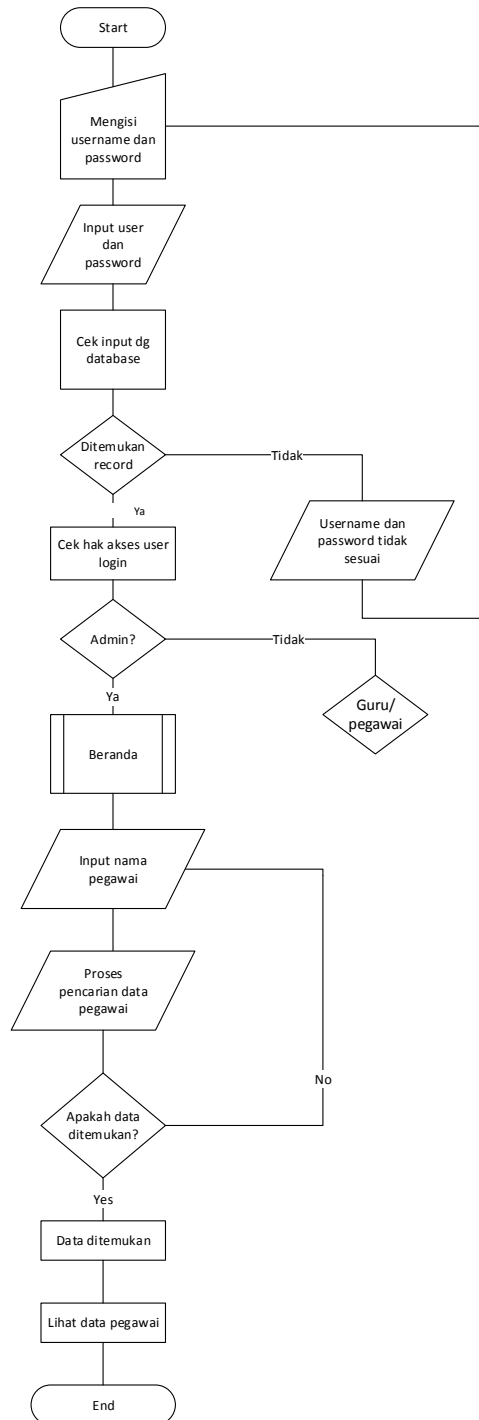 Start
Mengisi
username dan
password
Input user
dan
password
Cek input dg
database
Ditemukan
record
Tidak
Ya
Username dan
password tidak
sesuai
Cek hak akses user
login
Admin?
Tidak
Ya
Guru/
pegawai
Beranda
Input nama
pegawai
Proses
pencarian data
pegawai
No
Apakah data
ditemukan?
Yes
Data ditemukan
Lihat data pegawai
End